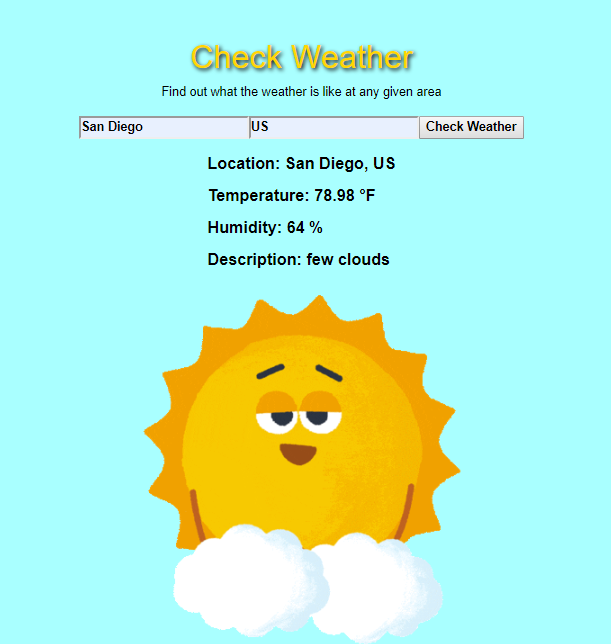 Check Weather
Find out what the weather is like at any given area
San Diego US Check Weather
Location: San Diego, US
Temperature: 78.98 °F
Humidity: 64 %
Description: few clouds